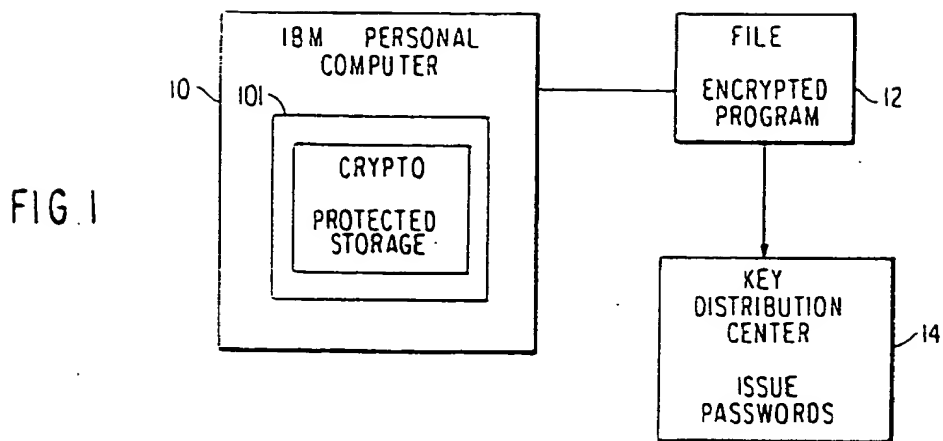 IBM PERSONAL
COMPUTER
10
101
CRYPTO
PROTECTED
STORAGE
FILE
ENCRYPTED
PROGRAM
12
FIG.1
KEY
DISTRIBUTION
CENTER
14
ISSUE
PASSWORDS